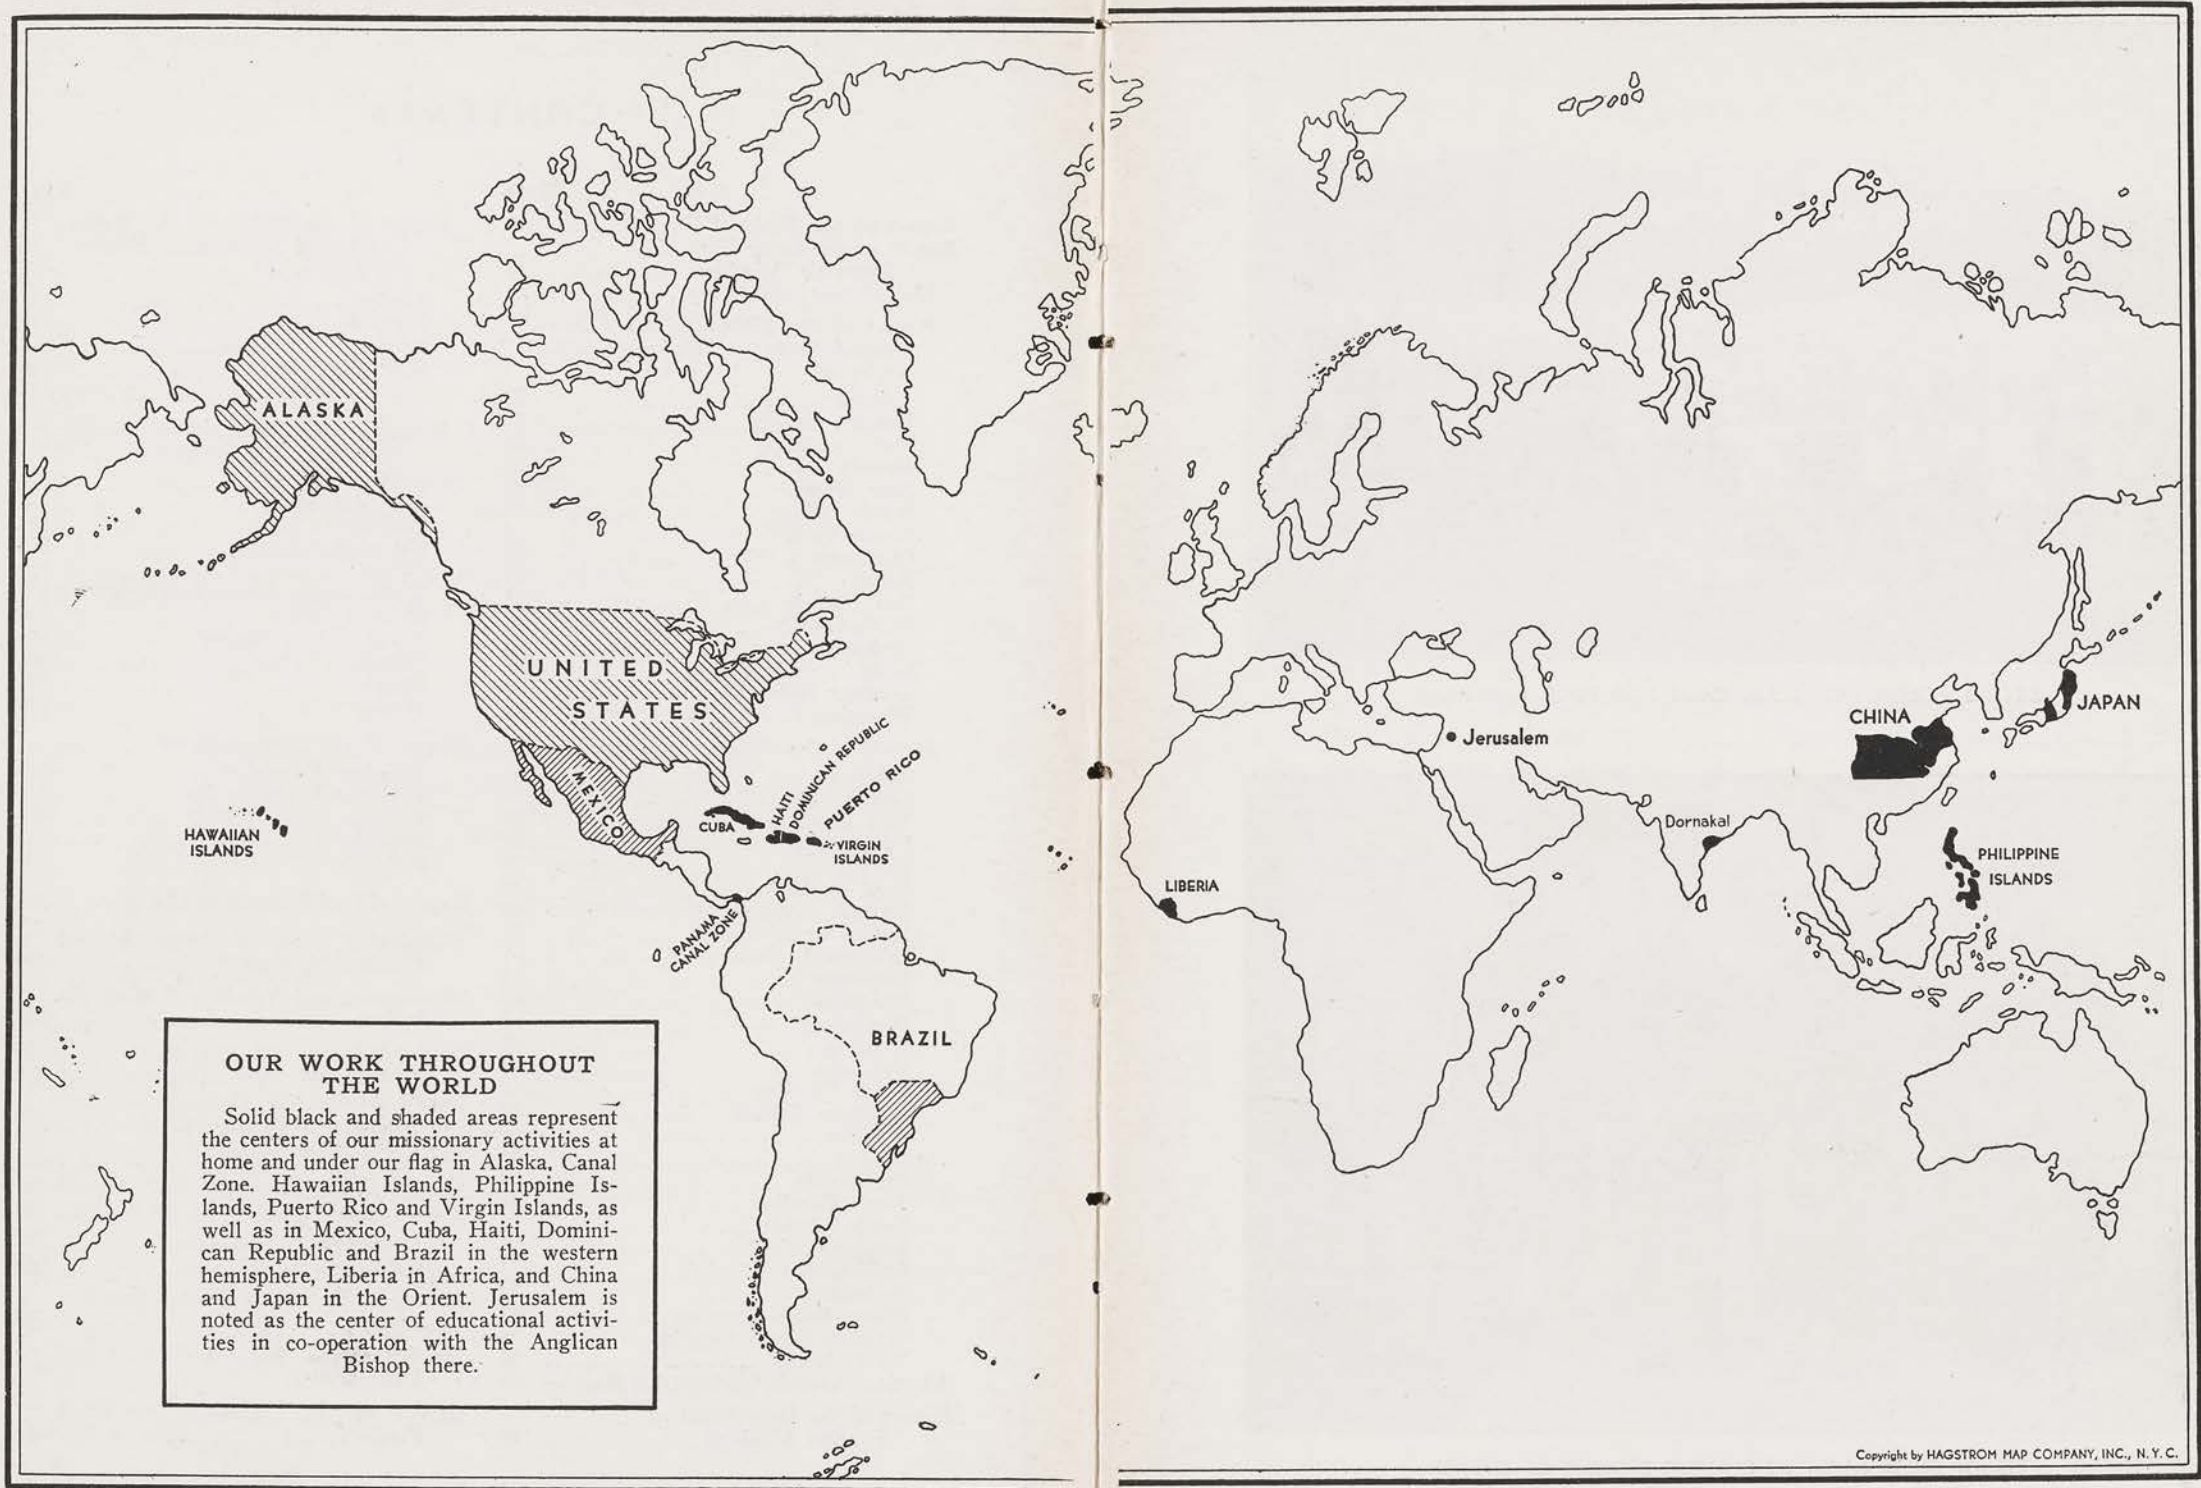 ALASKA
UNITED
STATES
MEXICO
HAWAIIAN
ISLANDS
CUBA
HAITI
DOMINICAN REPUBLIC
PUERTO RICO
VIRGIN
ISLANDS
PANAMA
CANAL ZONE
BRAZIL
LIBERIA
Jerusalem
Dornakal
CHINA
JAPAN
PHILIPPINE
ISLANDS
OUR WORK THROUGHOUT
THE WORLD
Solid black and shaded areas represent
the centers of our missionary activities at
home and under our flag in Alaska, Canal
Zone. Hawaiian Islands, Philippine Is-
lands, Puerto Rico and Virgin Islands, as
well as in Mexico, Cuba, Haiti, Domini-
can Republic and Brazil in the western
hemisphere, Liberia in Africa, and China
and Japan in the Orient. Jerusalem is
noted as the center of educational activi-
ties in co-operation with the Anglican
Bishop there.
Copyright by HAGSTROM MAP COMPANY, INC., N.Y.C.